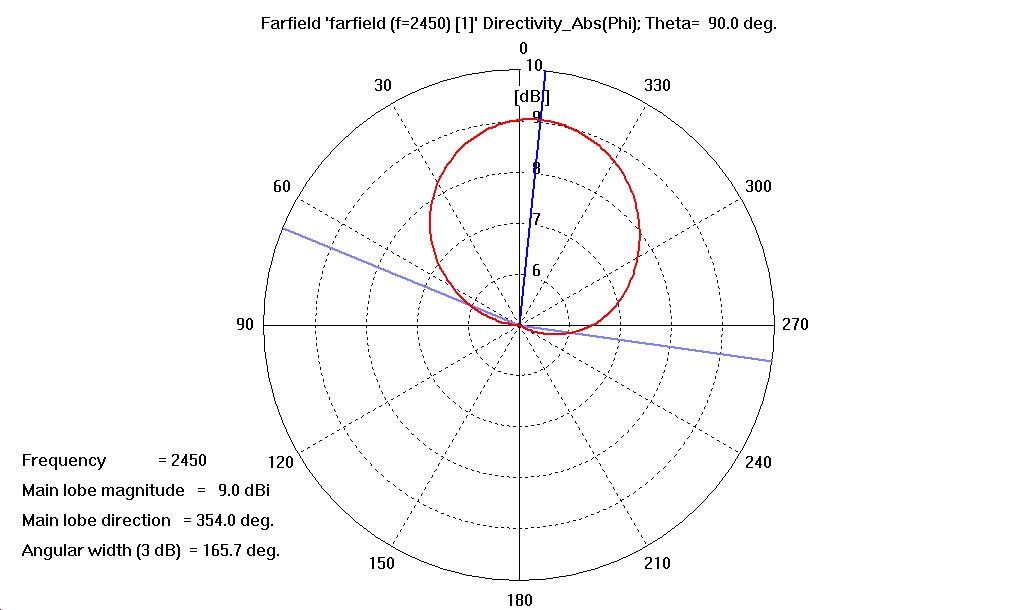 Farfield 'farfield (f=2450) [1]' Directivity_Abs(Phi); Theta= 90.0 deg.
0
10
30
330
[dBi]
9
8
60
300
7
6
90
270
Frequency = 2450
120
240
Main lobe magnitude = 9.0 dBi
Main lobe direction = 354.0 deg.
Angular width (3 dB) = 165.7 deg.
150
210
180